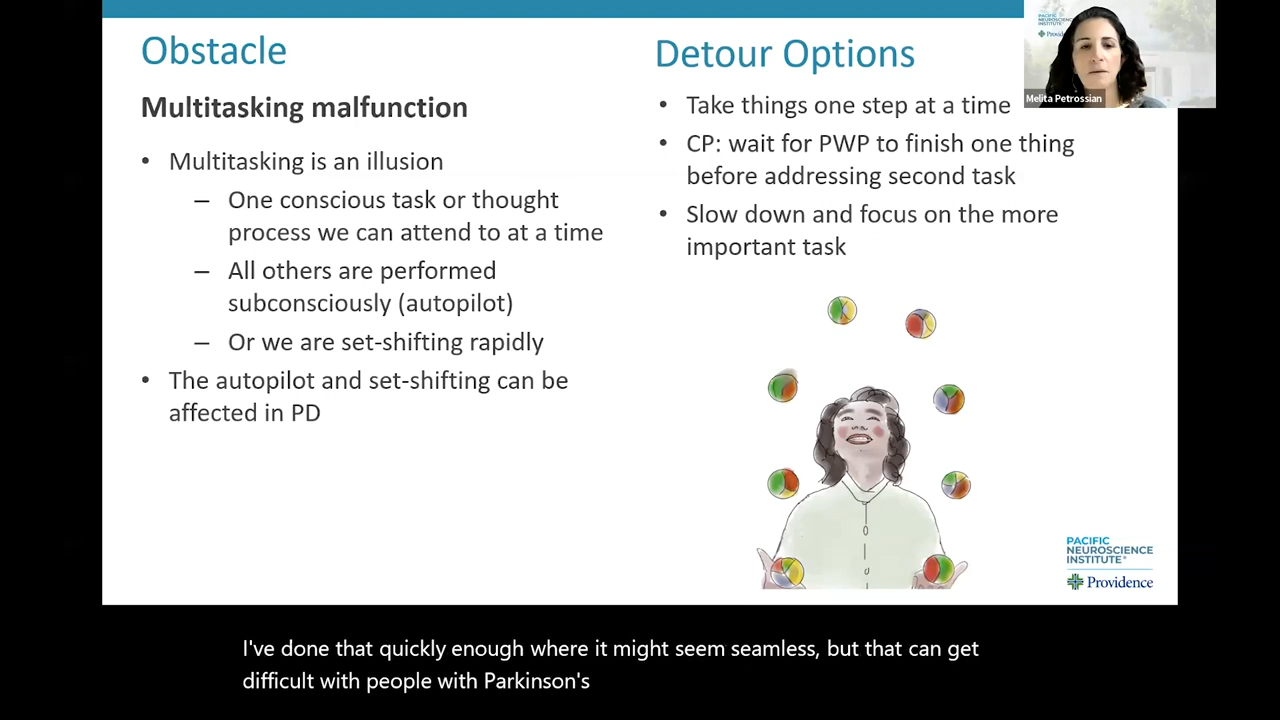 Obstacle
Multitasking malfunction
• Multitasking is an illusion
– One conscious task or thought
process we can attend to at a time
– All others are performed
subconsciously (autopilot)
– Or we are set-shifting rapidly
• The autopilot and set-shifting can be
affected in PD
Detour Options
• Take things one step at a time
• CP: wait for PWP to finish one thing
before addressing second task
• Slow down and focus on the more
important task
PACIFIC
NEUROSCIENCE
INSTITUTE
Melita Petrossian
PACIFIC
NEUROSCIENCE
INSTITUTE®
Providence
I've done that quickly enough where it might seem seamless, but that can get
difficult with people with Parkinson's